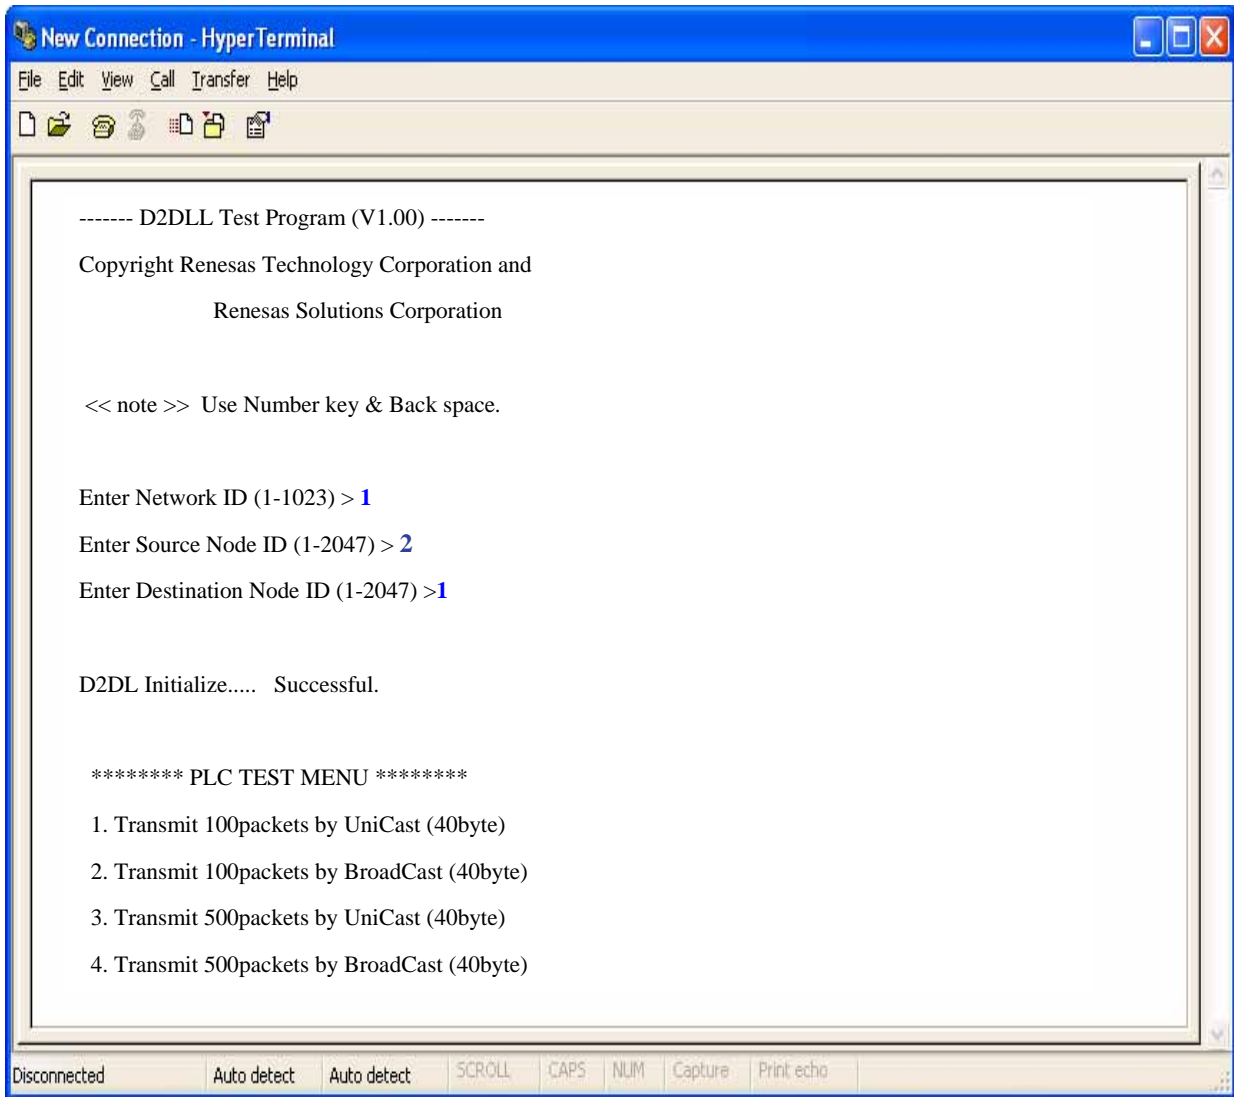 New Connection - HyperTerminal
File Edit View Call Transfer Help
------- D2DLL Test Program (V1.00) -------
Copyright Renesas Technology Corporation and
Renesas Solutions Corporation
<< note >> Use Number key & Back space.
Enter Network ID (1-1023) > 1
Enter Source Node ID (1-2047) > 2
Enter Destination Node ID (1-2047) >1
D2DL Initialize..... Successful.
******** PLC TEST MENU ********
1. Transmit 100packets by UniCast (40byte)
2. Transmit 100packets by BroadCast (40byte)
3. Transmit 500packets by UniCast (40byte)
4. Transmit 500packets by BroadCast (40byte)
Disconnected Auto detect Auto detect SCROLL CAPS NUM Capture Print echo